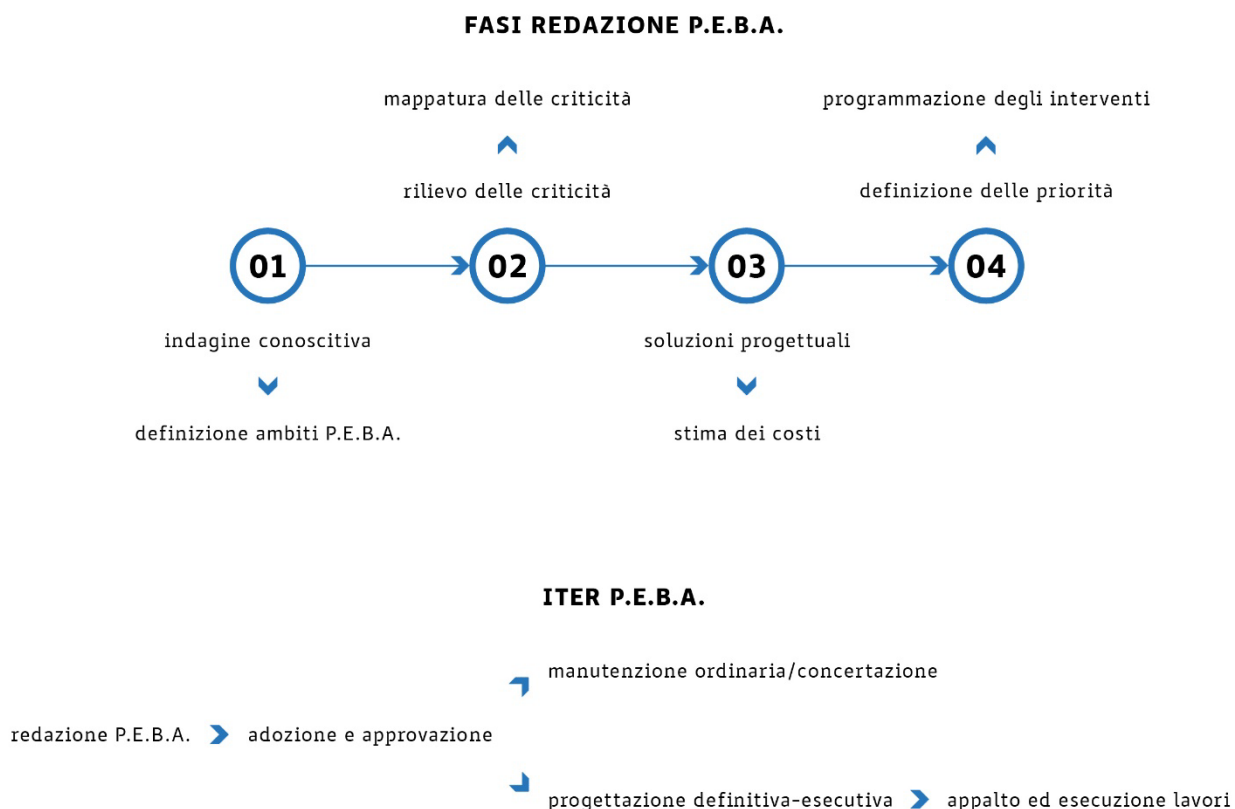 FASI REDAZIONE P.E.B.A.
mappatura delle criticità
programmazione degli interventi
rilievo delle criticità
definizione delle priorità
01
02
03
04
indagine conoscitiva
soluzioni progettuali
definizione ambiti P.E.B.A.
stima dei costi
ITER P.E.B.A.
manutenzione ordinaria/concertazione
redazione P.E.B.A.
adozione e approvazione
progettazione definitiva-esecutiva
appalto ed esecuzione lavori